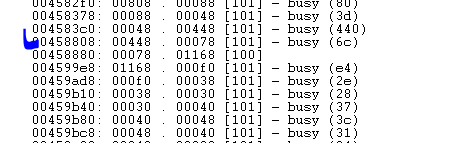 004582f0: 00808 . 00088 [101] - busy (80)
00458378: 00088 . 00048 [101] - busy (3d)
004583c0: 00048 . 00448 [101] - busy (440)
00458808: 00448 . 00078 [101] - busy (6c)
00458880: 00078 . 01168 [100]
004599e8: 01168 . 000f0 [101] - busy (e4)
00459ad8: 000f0 . 00038 [101] - busy (2e)
00459b10: 00038 . 00030 [101] - busy (28)
00459b40: 00030 . 00040 [101] - busy (37)
00459b80: 00040 . 00048 [101] - busy (3c)
00459bc8: 00048 . 00040 [101] - busy (31)